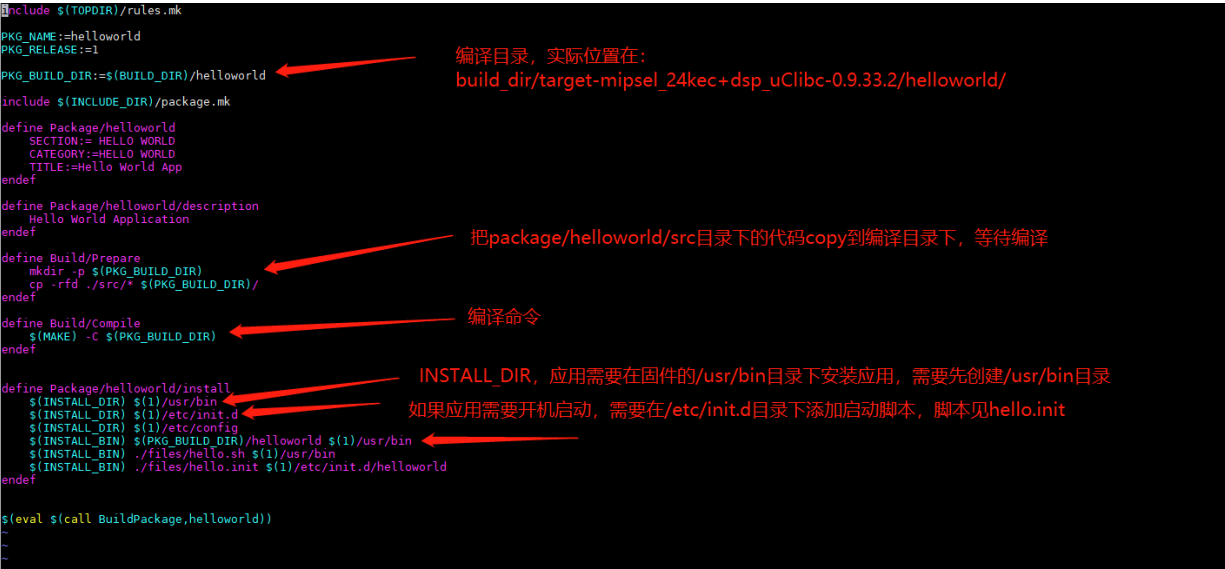 include $(TOPDIR)/rules.mk
PKG_NAME:=helloworld
PKG_RELEASE:=1
编译目录，实际位置在：
build_dir/target-mipsel_24kec+dsp_uClibc-0.9.33.2/helloworld/
PKG_BUILD_DIR:=$(BUILD_DIR)/helloworld
include $(INCLUDE_DIR)/package.mk
define Package/helloworld
SECTION:= HELLO WORLD
CATEGORY:=HELLO WORLD
TITLE:=Hello World App
endef
define Package/helloworld/description
Hello World Application
endef
把package/helloworld/src目录下的代码copy到编译目录下，等待编译
define Build/Prepare
mkdir -p $(PKG_BUILD_DIR)
cp -rfd ./src/* $(PKG_BUILD_DIR)/
endef
编译命令
define Build/Compile
$(MAKE) -C $(PKG_BUILD_DIR)
endef
INSTALL_DIR，应用需要在固件的/usr/bin目录下安装应用，需要先创建/usr/bin目录
define Package/helloworld/install
$(INSTALL_DIR) $(1)/usr/bin
如果应用需要开机启动，需要在/etc/init.d目录下添加启动脚本，脚本见hello.init
$(INSTALL_DIR) $(1)/etc/init.d
$(INSTALL_DIR) $(1)/etc/config
$(INSTALL_BIN) $(PKG_BUILD_DIR)/helloworld $(1)/usr/bin
$(INSTALL_BIN) ./files/hello.sh $(1)/usr/bin
$(INSTALL_BIN) ./files/hello.init $(1)/etc/init.d/helloworld
endef
$(eval $(call BuildPackage,helloworld))
~
~
~